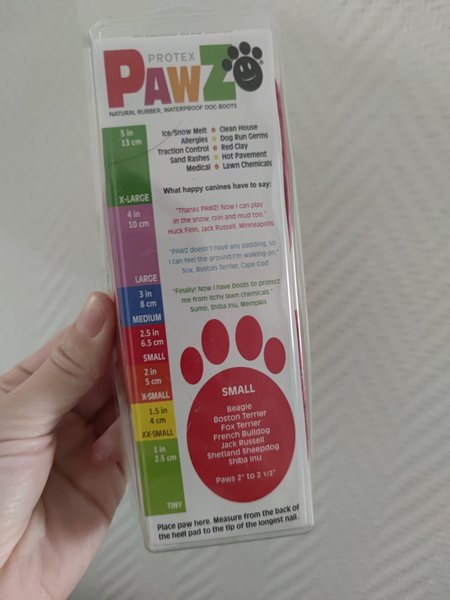 PROTEX
PAWZ
NATURAL RUBBER, WATERPROOF DOG BOOTS
Ice/Snow Melt • Clean House
Allergies • Dog Run Germs
Traction Control • Red Clay
Sand Rashes • Hot Pavement
Medical • Lawn Chemicals
What happy canines have to say:
"Thanks PAWZ! Now I can play
in the snow, rain and mud too."
Huck Finn, Jack Russell, Minneapolis
"PAWZ doesn't have any padding, so
I can feel the ground I'm walking on."
Sox, Boston Terrier, Cape Cod
"Finally! Now I have boots to protect
me from itchy lawn chemicals."
Sumo, Shiba Inu, Memphis
5 in
13 cm
X-LARGE
4 in
10 cm
LARGE
3 in
8 cm
MEDIUM
2.5 in
6.5 cm
SMALL
2 in
5 cm
X-SMALL
1.5 in
4 cm
XX-SMALL
1 in
2.5 cm
TINY
SMALL
Beagle
Boston Terrier
Fox Terrier
French Bulldog
Jack Russell
Shetland Sheepdog
Shiba Inu
Paws 2" to 2 1/2"
Place paw here. Measure from the back of
the heel pad to the tip of the longest nail.